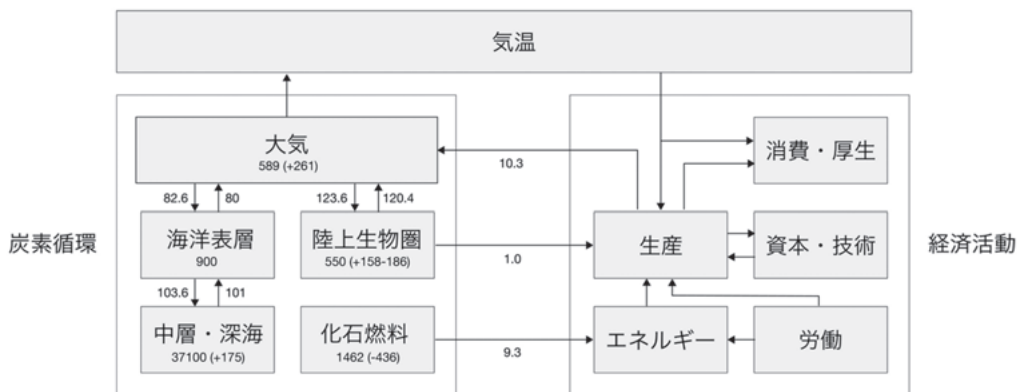 気温
大気
589 (+261)
10.3
消費・厚生
82.6
80
123.6
120.4
炭素循環
海洋表層
900
陸上生物圏
550 (+158-186)
1.0
生産
資本・技術
経済活動
103.6
101
中層・深海
37100 (+175)
化石燃料
1462 (-436)
9.3
エネルギー
労働